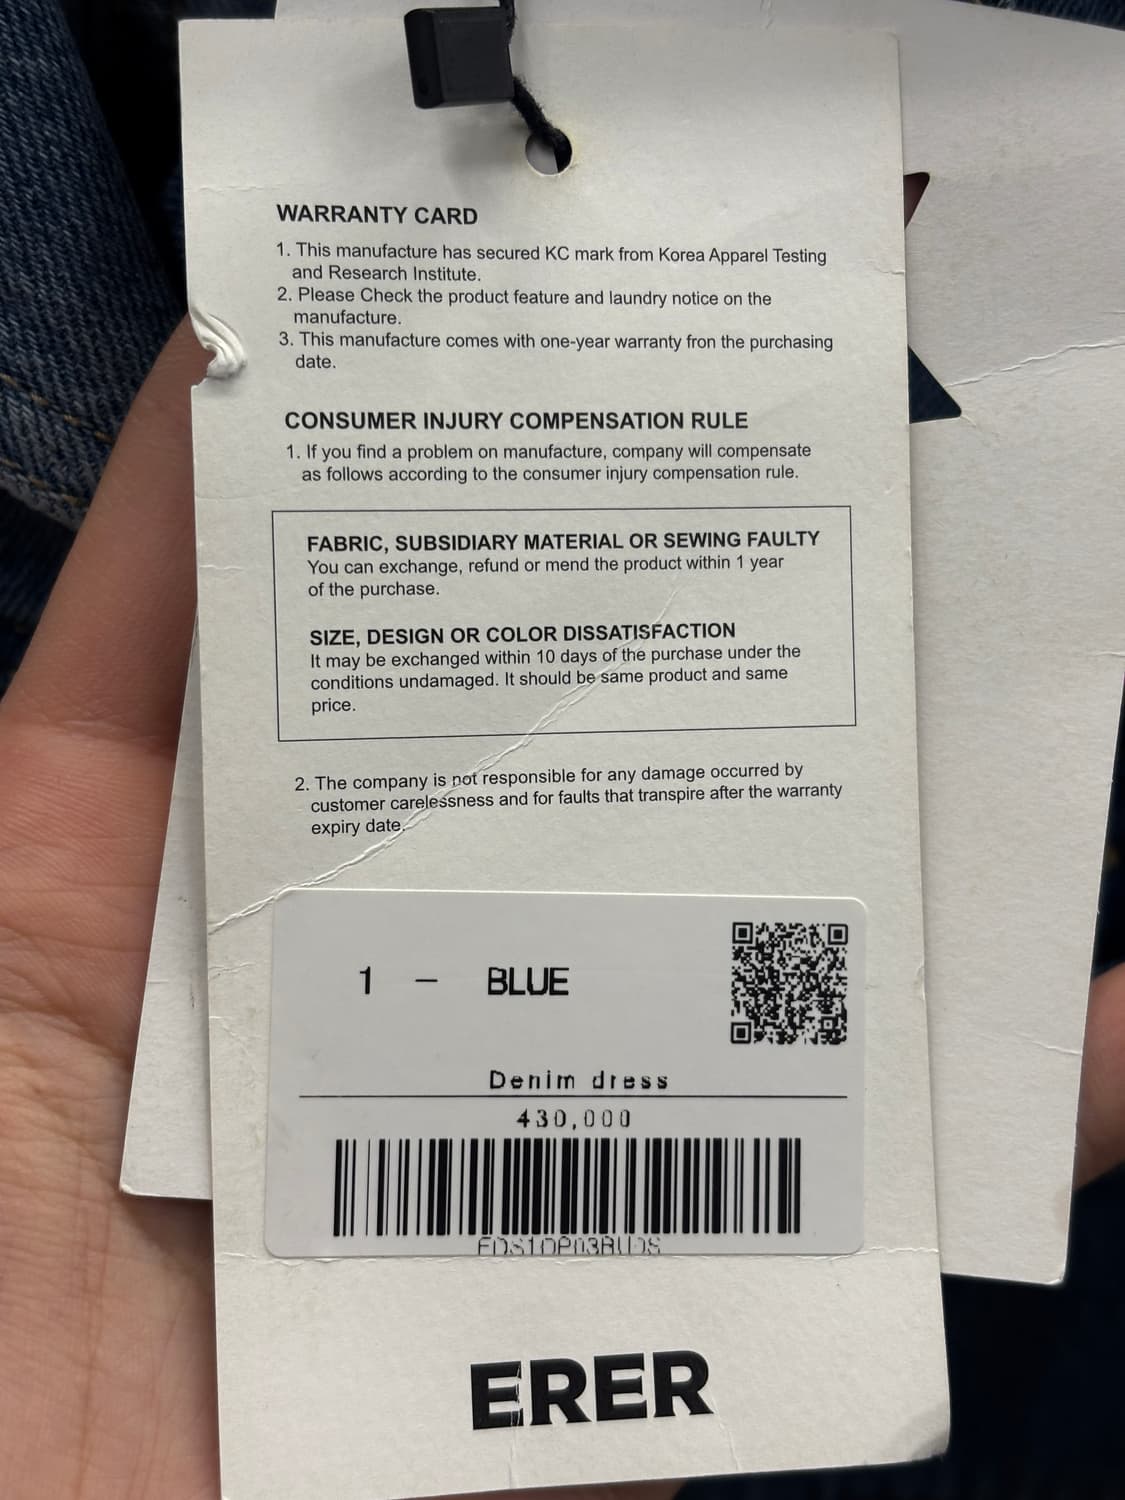 WARRANTY CARD
1. This manufacture has secured KC mark from Korea Apparel Testing
and Research Institute.
2. Please Check the product feature and laundry notice on the
manufacture.
3. This manufacture comes with one-year warranty fron the purchasing
date.
CONSUMER INJURY COMPENSATION RULE
1. If you find a problem on manufacture, company will compensate
as follows according to the consumer injury compensation rule.
FABRIC, SUBSIDIARY MATERIAL OR SEWING FAULTY
You can exchange, refund or mend the product within 1 year
of the purchase.
SIZE, DESIGN OR COLOR DISSATISFACTION
It may be exchanged within 10 days of the purchase under the
conditions undamaged. It should be same product and same
price.
2. The company is not responsible for any damage occurred by
customer carelessness and for faults that transpire after the warranty
expiry date.
1 - BLUE
Denim dress
430,000
ERER